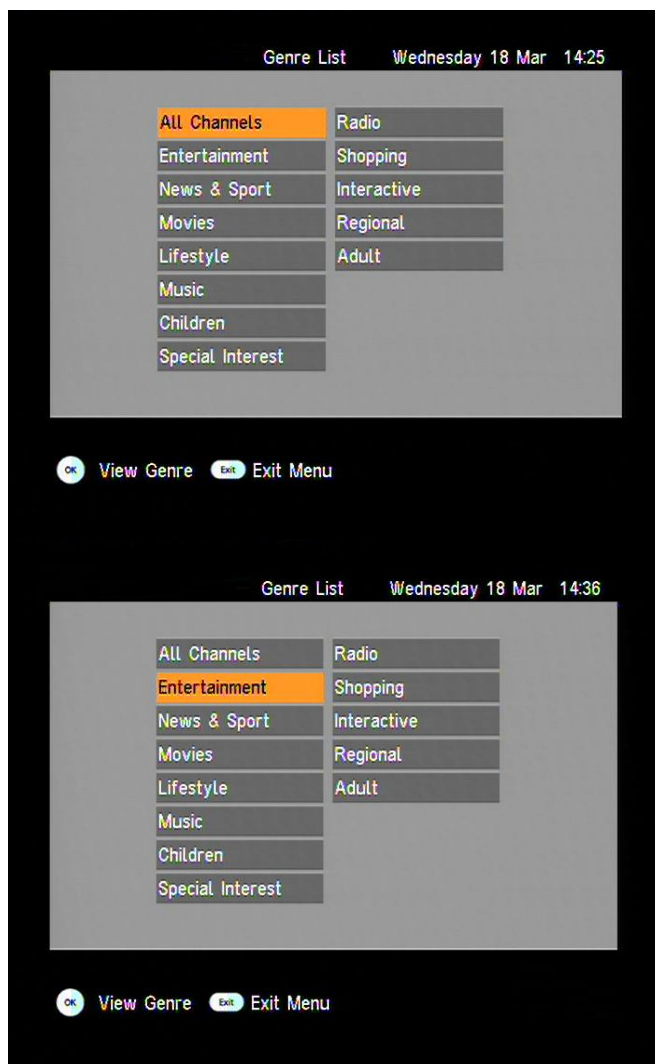 Genre List Wednesday 18 Mar 14:25
All Channels Radio
Entertainment Shopping
News & Sport Interactive
Movies Regional
Lifestyle Adult
Music
Children
Special Interest
OK View Genre Exit Exit Menu
Genre List Wednesday 18 Mar 14:36
All Channels Radio
Entertainment Shopping
News & Sport Interactive
Movies Regional
Lifestyle Adult
Music
Children
Special Interest
OK View Genre Exit Exit Menu